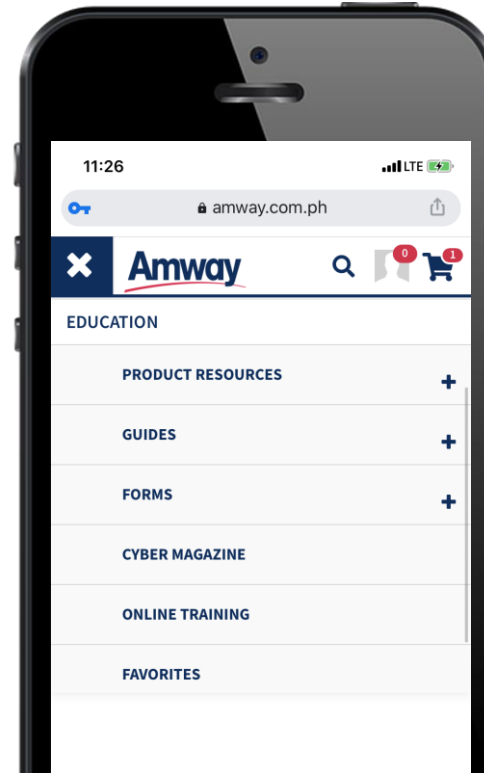 11:26 LTE
amway.com.ph
Amway 0 1
EDUCATION
PRODUCT RESOURCES +
GUIDES +
FORMS +
CYBER MAGAZINE
ONLINE TRAINING
FAVORITES